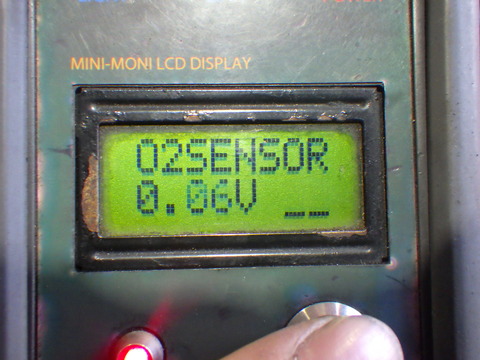 MINI-MONI LCD DISPLAY
O2SENSOR
0.06V __